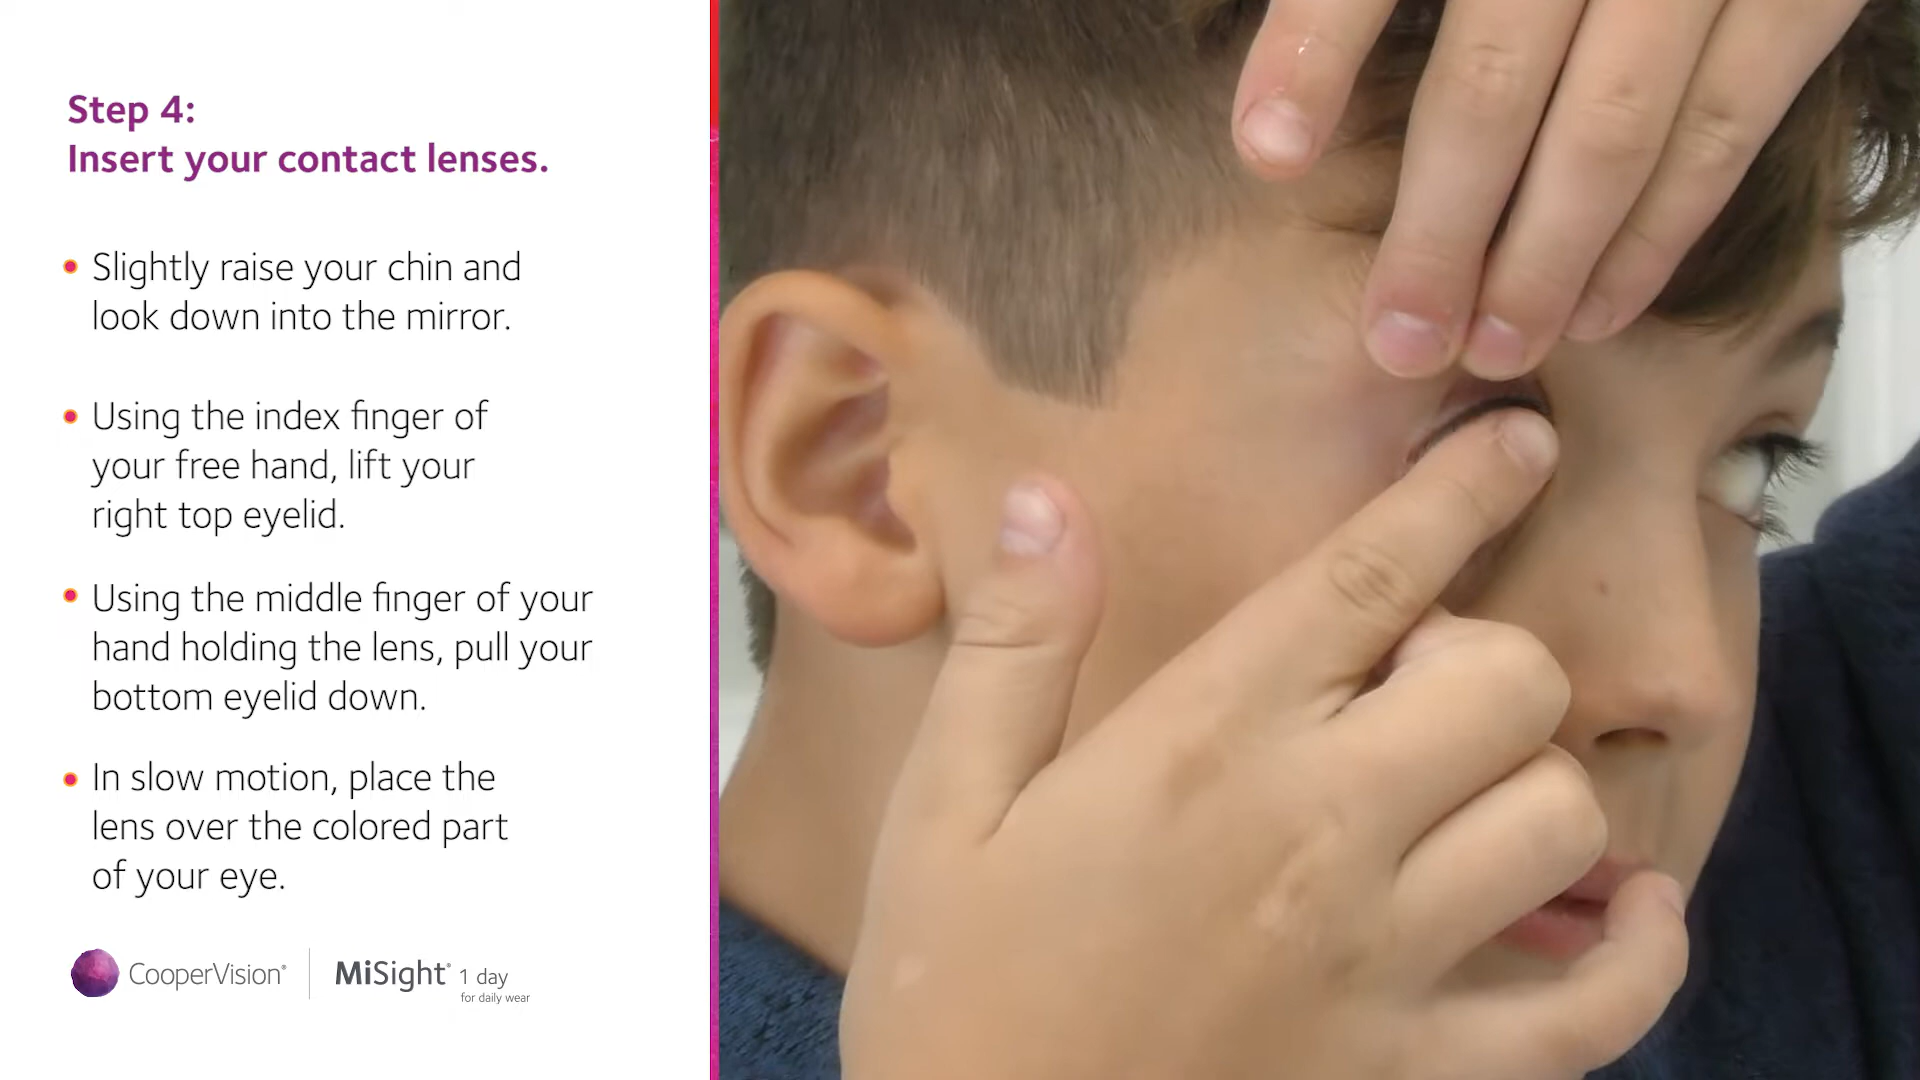 Step 4:
Insert your contact lenses.
• Slightly raise your chin and
look down into the mirror.
• Using the index finger of
your free hand, lift your
right top eyelid.
• Using the middle finger of your
hand holding the lens, pull your
bottom eyelid down.
• In slow motion, place the
lens over the colored part
of your eye.
CooperVision® MiSight® 1 day
for daily wear